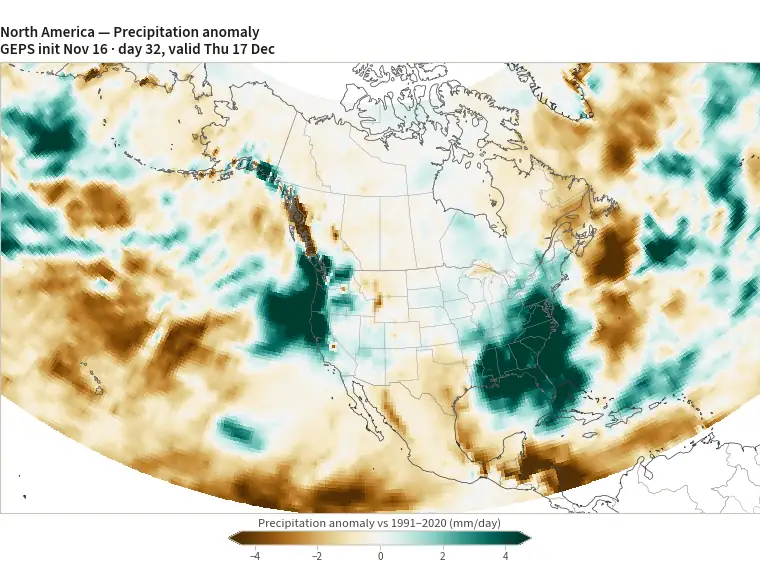 North America — Precipitation anomaly
GEPS init Nov 16 · day 32, valid Thu 17 Dec
Precipitation anomaly vs 1991–2020 (mm/day)
−4 −2 0 2 4